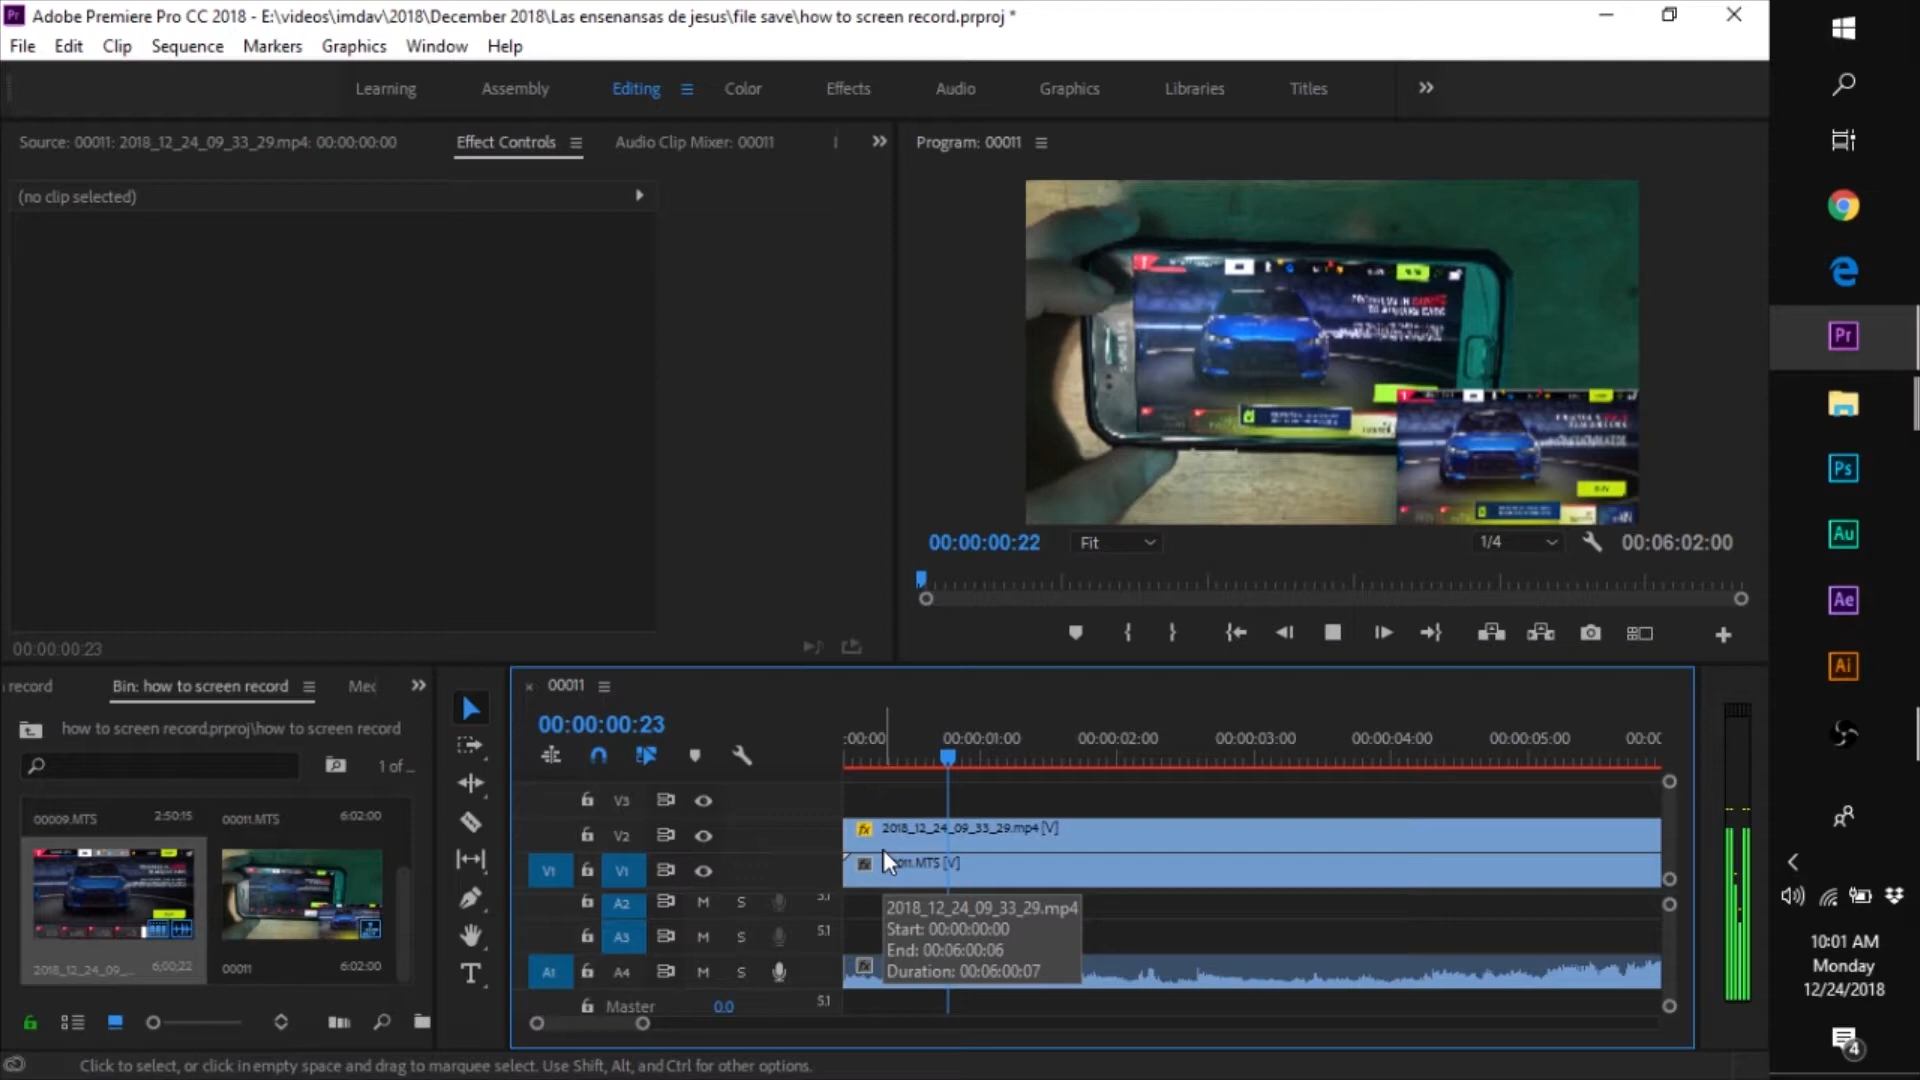 Adobe Premiere Pro CC 2018 - E:\videos\imdav\2018\December 2018\Las ensenansas de jesus\file save\how to screen record.prproj *
File Edit Clip Sequence Markers Graphics Window Help
Learning Assembly Editing Color Effects Audio Graphics Libraries Titles
Source: 00011: 2018_12_24_09_33_29.mp4: 00:00:00:00 Effect Controls Audio Clip Mixer: 00011 Program: 00011
(no clip selected)
00:00:00:22 Fit 1/4 00:06:02:00
00:00:00:23
record Bin: how to screen record
00011
how to screen record.prproj\how to screen record
00:00:00:23
:00:00 00:00:01:00 00:00:02:00 00:00:03:00 00:00:04:00 00:00:05:00 00:0
1 of ...
00009.MTS 2:50:15 00011.MTS 6:02:00
2018_12_24_09_... 6;00;22 00011 6:02:00
V3
V2 2018_12_24_09_33_29.mp4 [V]
V1 V1 011.MTS [V]
A2 M S 5.1
A3 M S 5.1
A1 A4 M S
Master 0.0 5.1
2018_12_24_09_33_29.mp4
Start: 00:00:00:00
End: 00:06:00:06
Duration: 00:06:00:07
Click to select, or click in empty space and drag to marquee select. Use Shift, Alt, and Ctrl for other options.
Pr
Ps
Au
Ae
Ai
10:01 AM
Monday
12/24/2018
4